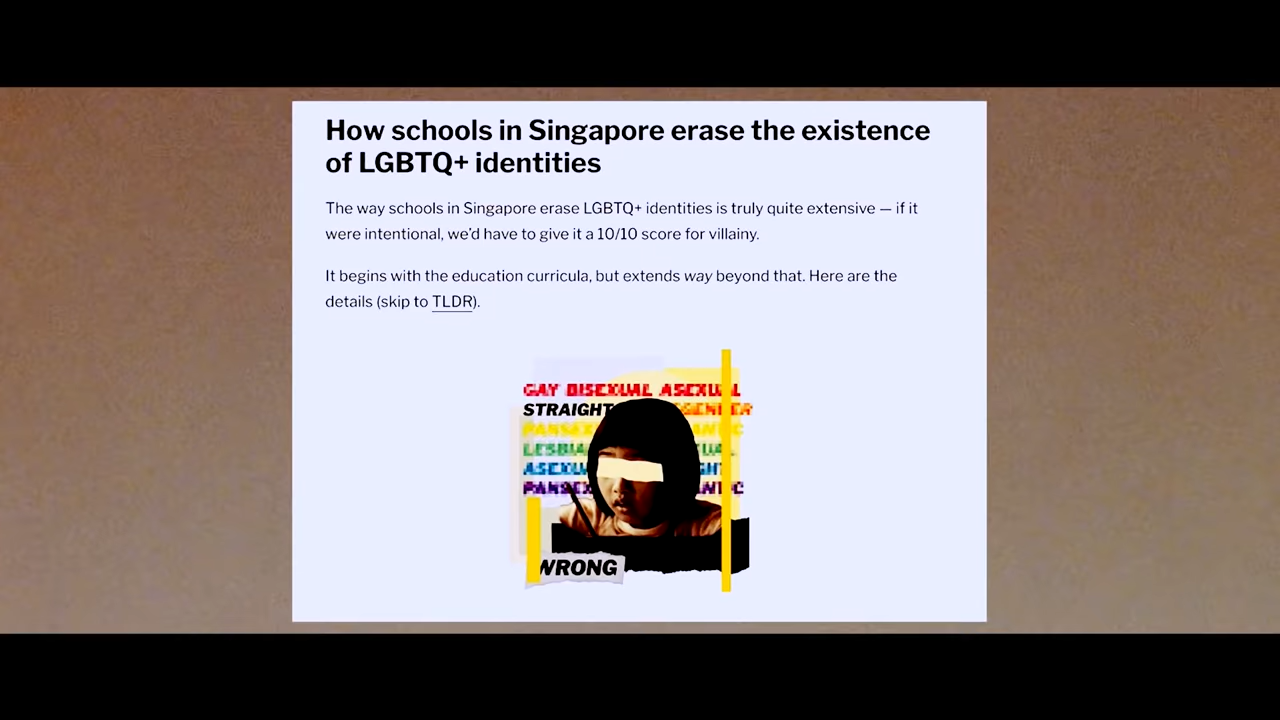 How schools in Singapore erase the existence
of LGBTQ+ identities
The way schools in Singapore erase LGBTQ+ identities is truly quite extensive — if it
were intentional, we'd have to give it a 10/10 score for villainy.
It begins with the education curricula, but extends way beyond that. Here are the
details (skip to TLDR).
GAY BISEXUAL ASEXUAL
STRAIGHT
LESBIA
ASEXU
PANSEX
WRONG